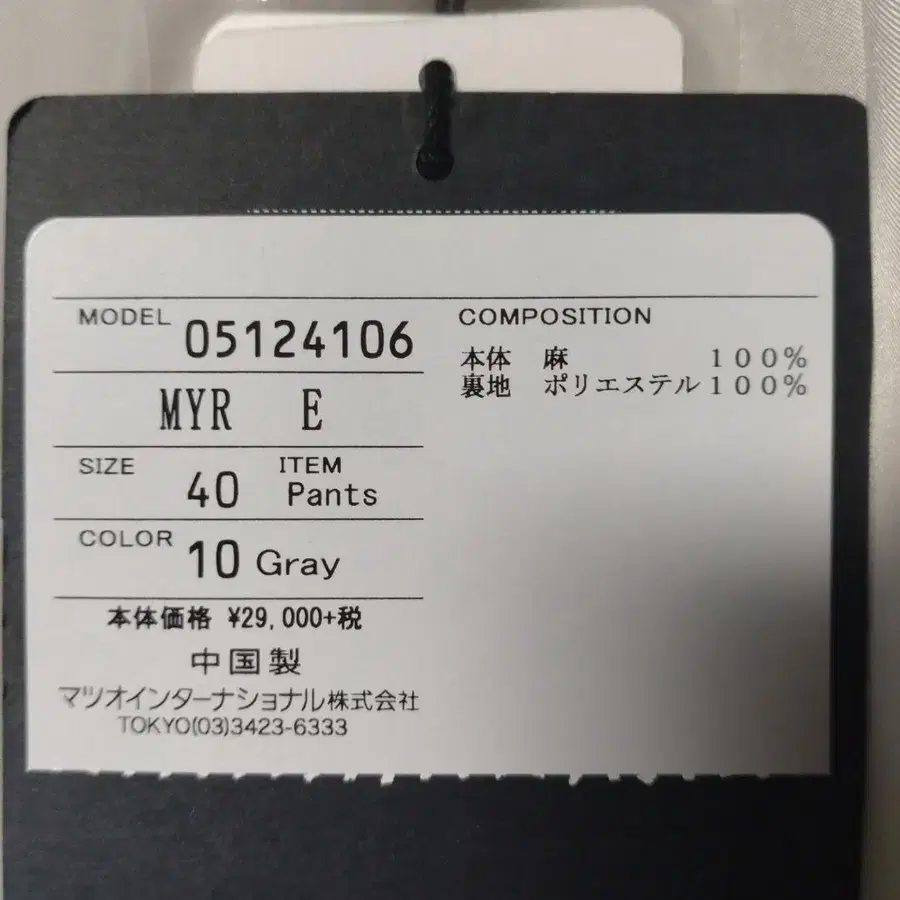 MODEL 05124106
MYR E
SIZE 40 ITEM Pants
COLOR 10 Gray
本体価格 ¥29,000+税
中国製
マツオインターナショナル株式会社
TOKYO(03)3423-6333
COMPOSITION
本体 麻 100%
裏地 ポリエステル100%